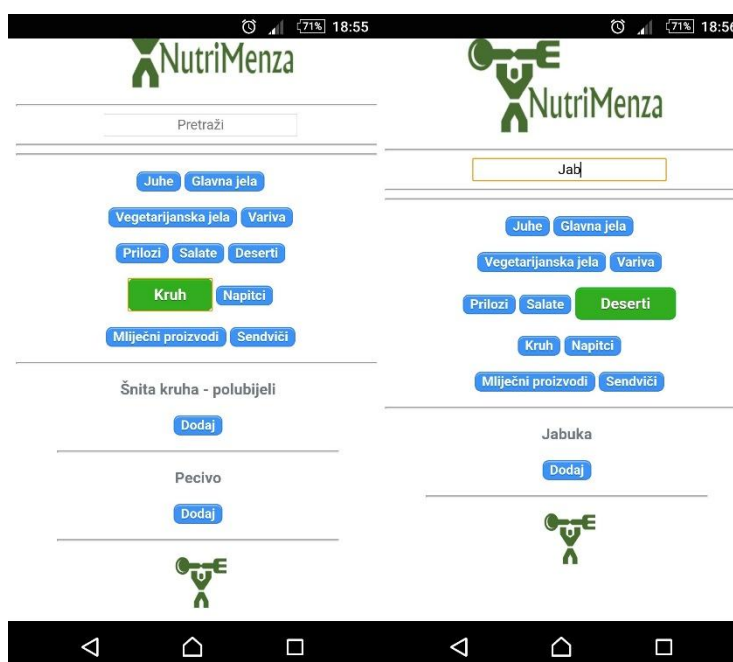 71% 18:55
NutriMenza
Pretraži
Juhe Glavna jela
Vegetarijanska jela Variva
Prilozi Salate Deserti
Kruh Napitci
Mliječni proizvodi Sendviči
Šnita kruha - polubijeli
Dodaj
Pecivo
Dodaj
71% 18:56
NutriMenza
Jab
Juhe Glavna jela
Vegetarijanska jela Variva
Prilozi Salate Deserti
Kruh Napitci
Mliječni proizvodi Sendviči
Jabuka
Dodaj